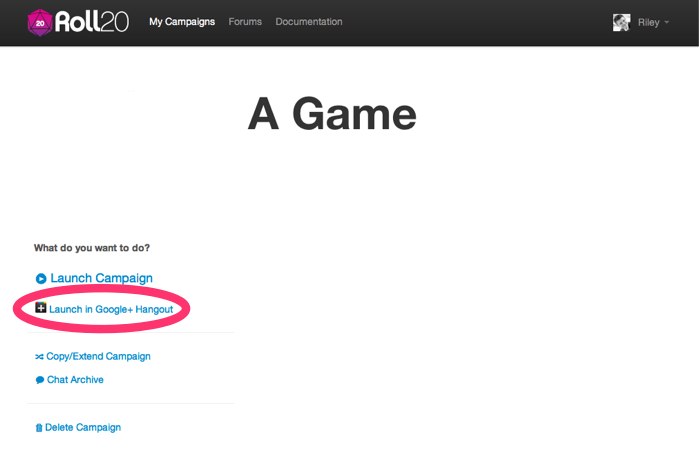 20 Roll20 My Campaigns Forums Documentation Riley
A Game
What do you want to do?
Launch Campaign
Launch in Google+ Hangout
Copy/Extend Campaign
Chat Archive
Delete Campaign